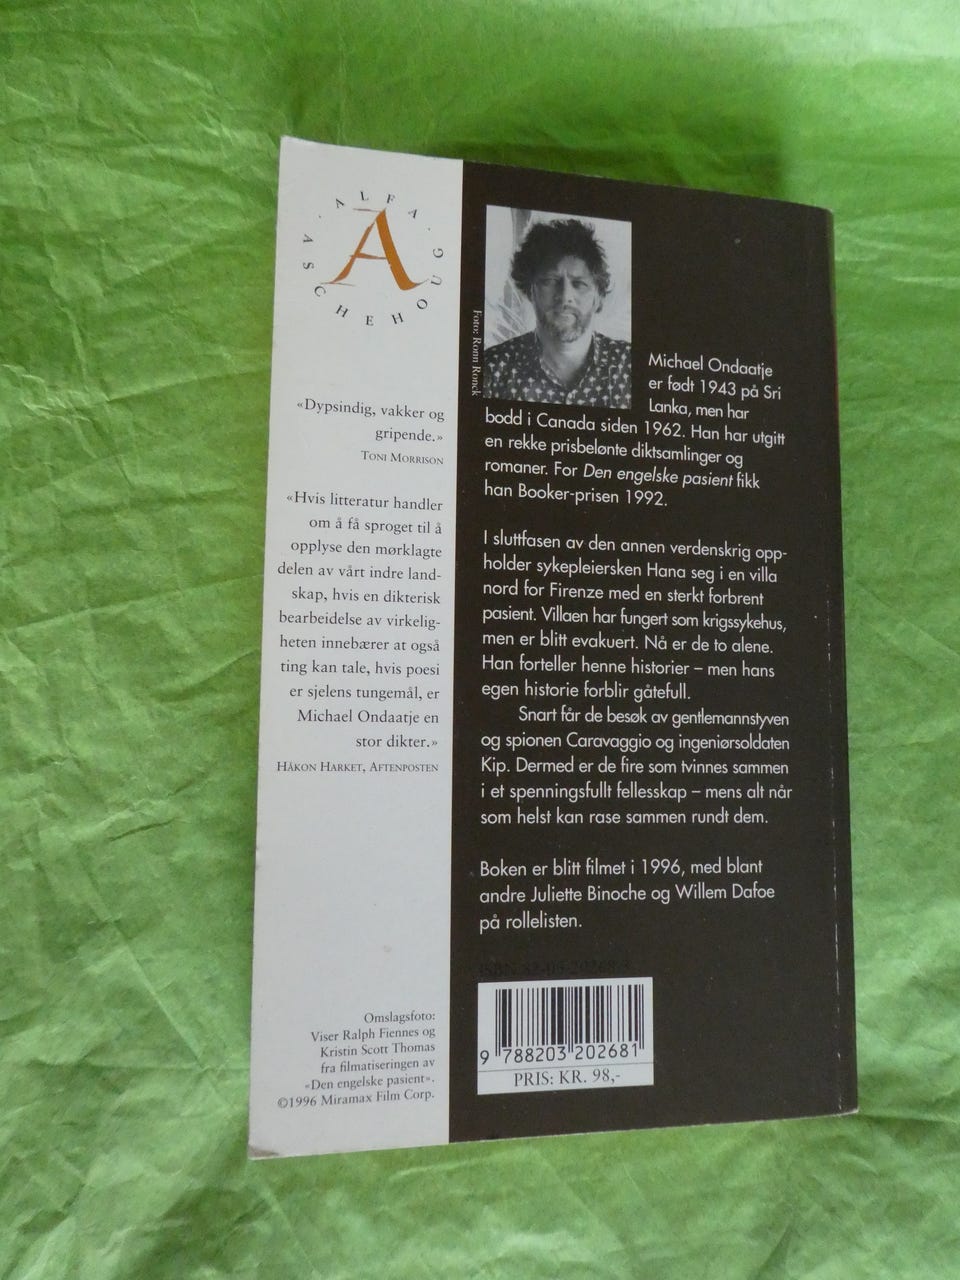 ALFA · ASCHEHOUG ·
A
«Dypsindig, vakker og
gripende.»
TONI MORRISON
«Hvis litteratur handler
om å få sproget til å
opplyse den mørklagte
delen av vårt indre land-
skap, hvis en dikterisk
bearbeidelse av virkelig-
heten innebærer at også
ting kan tale, hvis poesi
er sjelens tungemål, er
Michael Ondaatje en
stor dikter.»
HÅKON HARKET, AFTENPOSTEN
Omslagsfoto:
Viser Ralph Fiennes og
Kristin Scott Thomas
fra filmatiseringen av
«Den engelske pasient».
©1996 Miramax Film Corp.
Foto: Ronn Ronck
Michael Ondaatje
er født 1943 på Sri
Lanka, men har
bodd i Canada siden 1962. Han har utgitt
en rekke prisbelønte diktsamlinger og
romaner. For Den engelske pasient fikk
han Booker-prisen 1992.
I sluttfasen av den annen verdenskrig opp-
holder sykepleiersken Hana seg i en villa
nord for Firenze med en sterkt forbrent
pasient. Villaen har fungert som krigssykehus,
men er blitt evakuert. Nå er de to alene.
Han forteller henne historier – men hans
egen historie forblir gåtefull.
Snart får de besøk av gentlemannstyven
og spionen Caravaggio og ingeniørsoldaten
Kip. Dermed er de fire som tvinnes sammen
i et spenningsfullt fellesskap – mens alt når
som helst kan rase sammen rundt dem.
Boken er blitt filmet i 1996, med blant
andre Juliette Binoche og Willem Dafoe
på rollelisten.
ISBN
9 788203 202681
PRIS: KR. 98,-